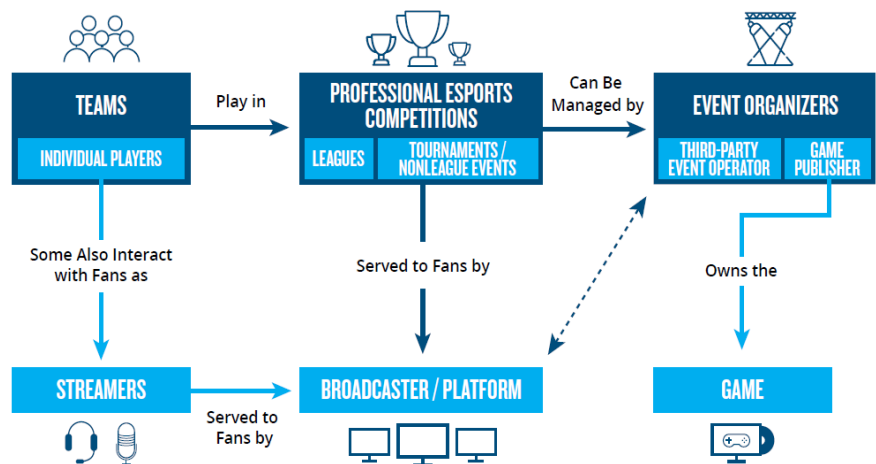 TEAMS
INDIVIDUAL PLAYERS
Play in
PROFESSIONAL ESPORTS
COMPETITIONS
LEAGUES
TOURNAMENTS /
NONLEAGUE EVENTS
Can Be
Managed by
EVENT ORGANIZERS
THIRD-PARTY
EVENT OPERATOR
GAME
PUBLISHER
Some Also Interact
with Fans as
Served to Fans by
Owns the
STREAMERS
Served to
Fans by
BROADCASTER / PLATFORM
GAME